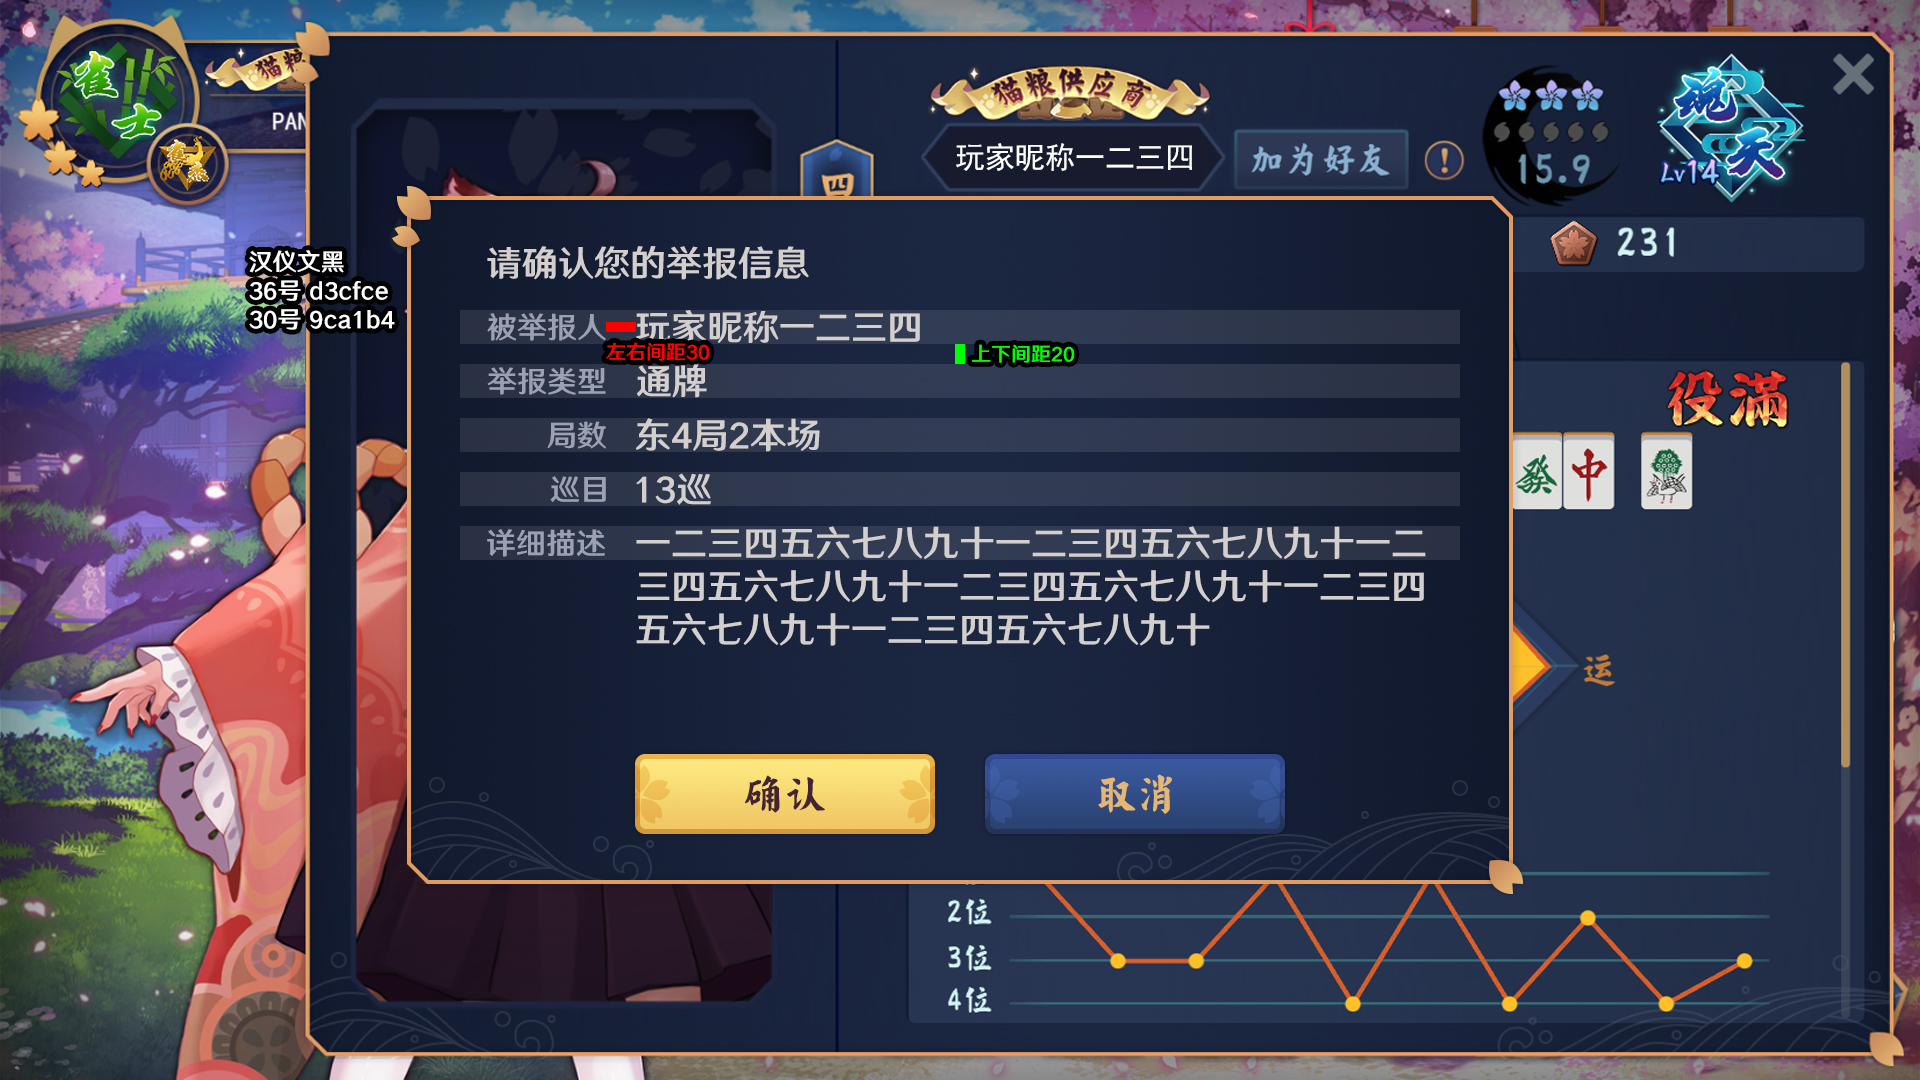 雀士
猫粮
PAN
猫粮供应商
四
玩家昵称一二三四
加为好友
!
15.9
魂天
Lv14
231
汉仪文黑
36号 d3cfce
30号 9ca1b4
请确认您的举报信息
被举报人 玩家昵称一二三四
左右间距30
上下间距20
举报类型 通牌
局数 东4局2本场
巡目 13巡
详细描述 一二三四五六七八九十一二三四五六七八九十一二
三四五六七八九十一二三四五六七八九十一二三四
五六七八九十一二三四五六七八九十
确认
取消
役滿
發 中
运
2位
3位
4位